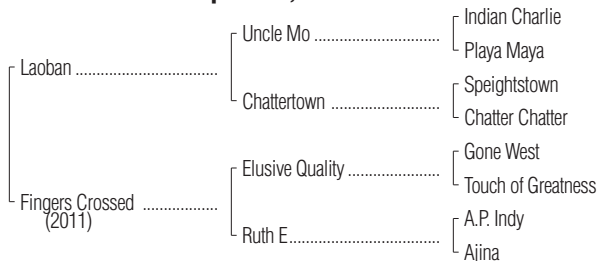 Indian Charlie
Uncle Mo
Playa Maya
Laoban
Speightstown
Chattertown
Chatter Chatter
Gone West
Elusive Quality
Touch of Greatness
Fingers Crossed
(2011)
A.P. Indy
Ruth E.
Ajina